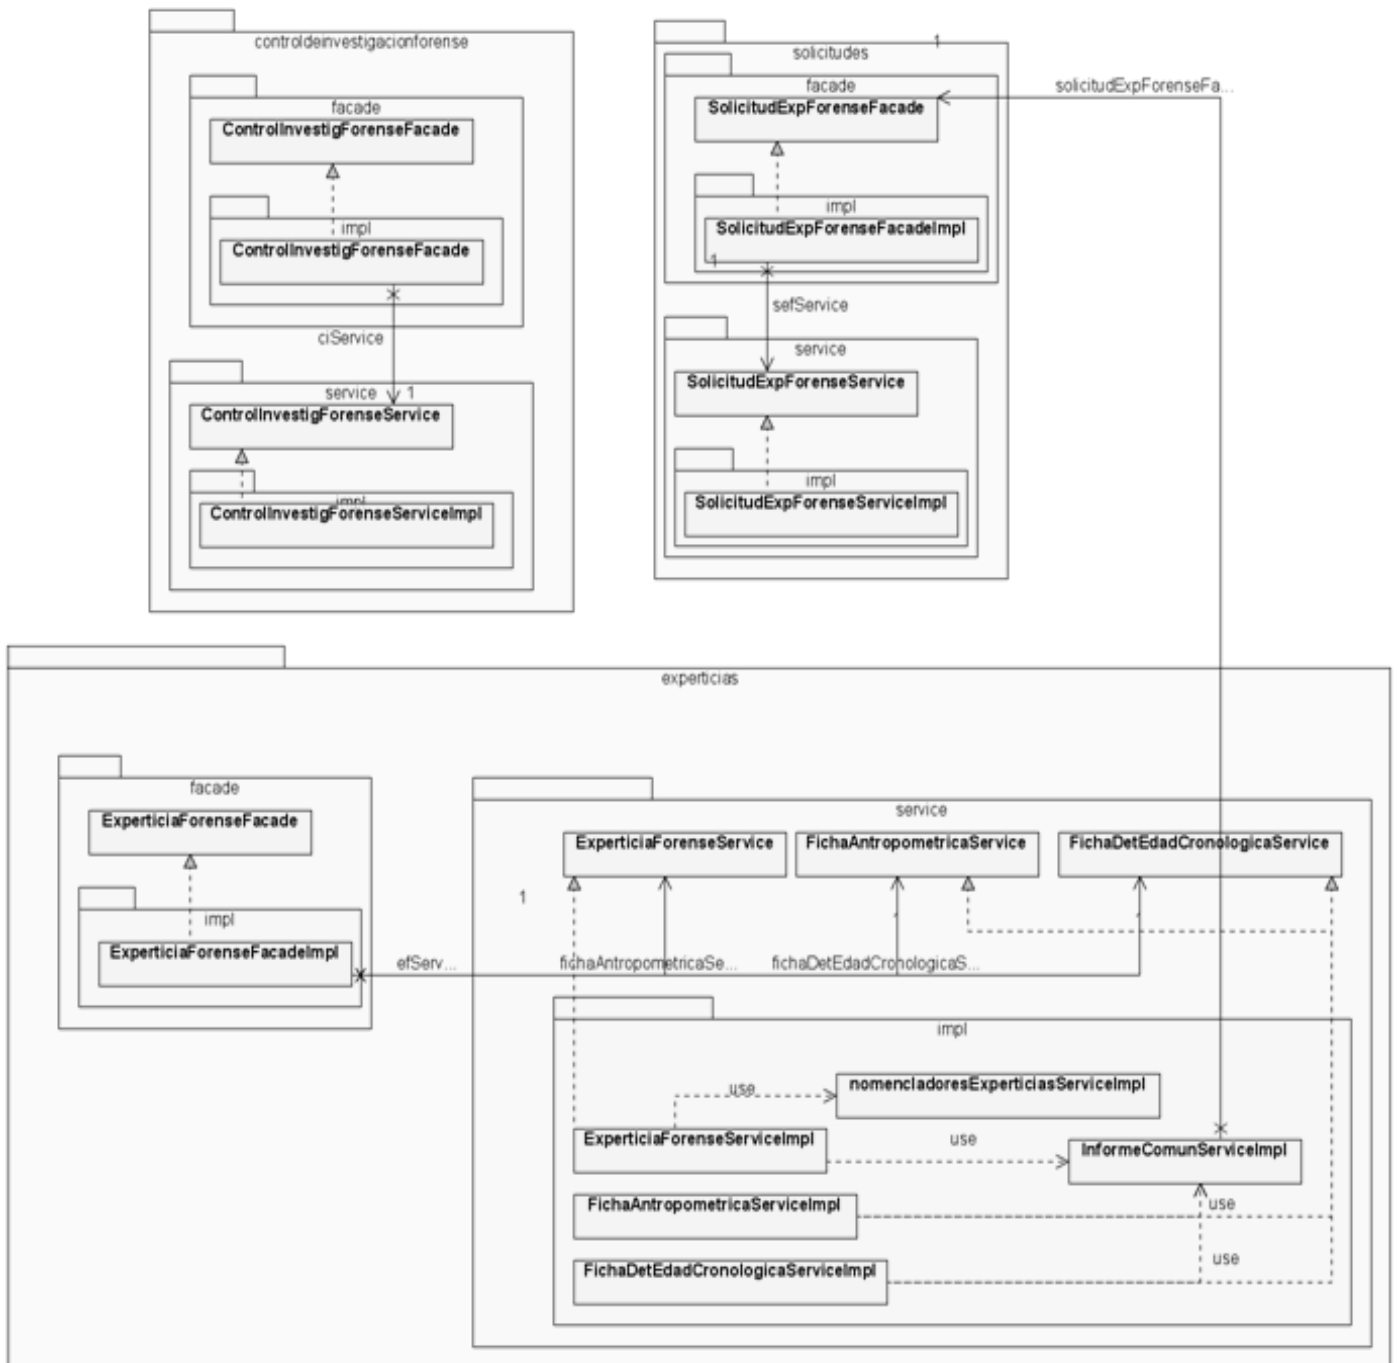 controldeinvestigacionforense
facade
ControlInvestigForenseFacade
impl
ControlInvestigForenseFacade
ciService
service
1
ControlInvestigForenseService
impl
ControlInvestigForenseServiceImpl
1
solicitudes
facade
SolicitudExpForenseFacade
solicitudExpForenseFa...
impl
SolicitudExpForenseFacadeImpl
1
sefService
service
SolicitudExpForenseService
impl
SolicitudExpForenseServiceImpl
experticias
facade
ExperticiaForenseFacade
impl
ExperticiaForenseFacadeImpl
service
ExperticiaForenseService
FichaAntropometricaService
FichaDetEdadCronologicaService
1
efServ...
fichaAntropometricaSe...
fichaDetEdadCronologicaS...
impl
use
nomencladoresExperticiasServiceImpl
ExperticiaForenseServiceImpl
use
InformeComunServiceImpl
FichaAntropometricaServiceImpl
use
FichaDetEdadCronologicaServiceImpl
use